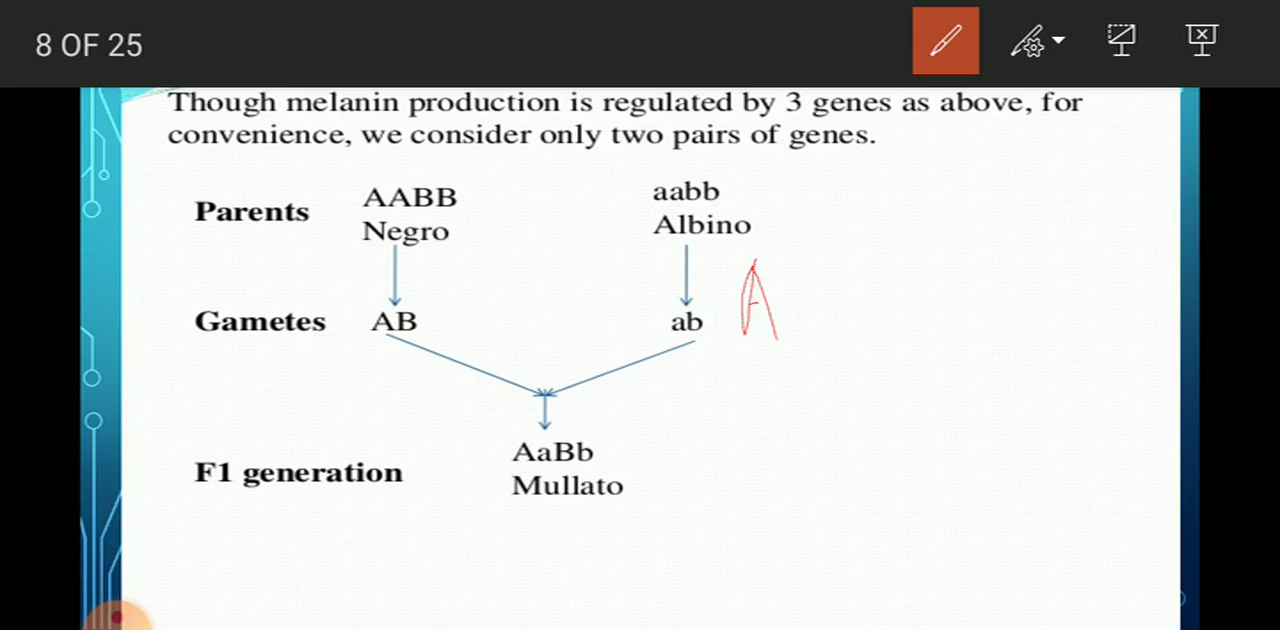 8 OF 25
Though melanin production is regulated by 3 genes as above, for
convenience, we consider only two pairs of genes.
Parents AABB aabb
Negro Albino
Gametes AB ab A
AaBb
F1 generation Mullato